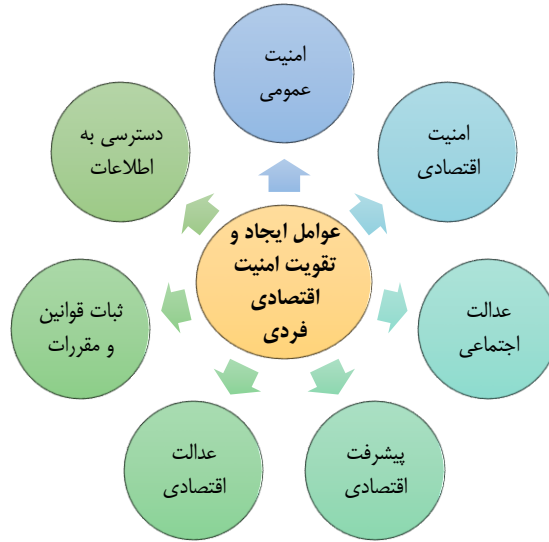 امنیت
عمومی
امنیت
اقتصادی
عدالت
اجتماعی
پیشرفت
اقتصادی
عدالت
اقتصادی
ثبات قوانین
و مقررات
دسترسی به
اطلاعات
عوامل ایجاد و
تقویت امنیت
اقتصادی
فردی